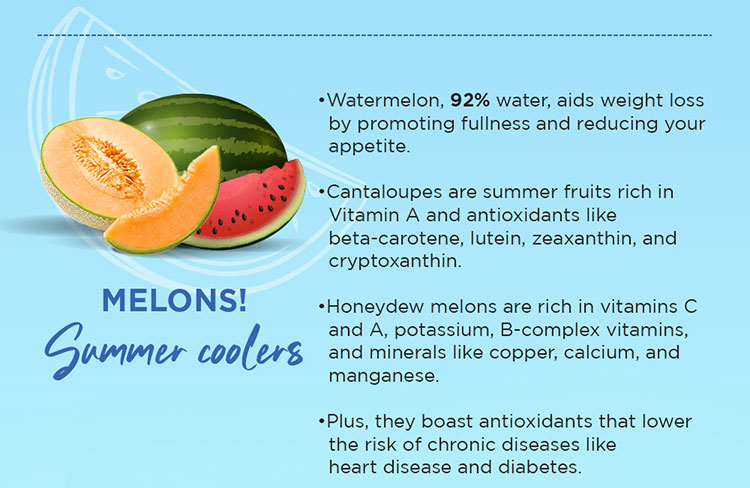 MELONS!
Summer coolers
•Watermelon, 92% water, aids weight loss
by promoting fullness and reducing your
appetite.
•Cantaloupes are summer fruits rich in
Vitamin A and antioxidants like
beta-carotene, lutein, zeaxanthin, and
cryptoxanthin.
•Honeydew melons are rich in vitamins C
and A, potassium, B-complex vitamins,
and minerals like copper, calcium, and
manganese.
•Plus, they boast antioxidants that lower
the risk of chronic diseases like
heart disease and diabetes.